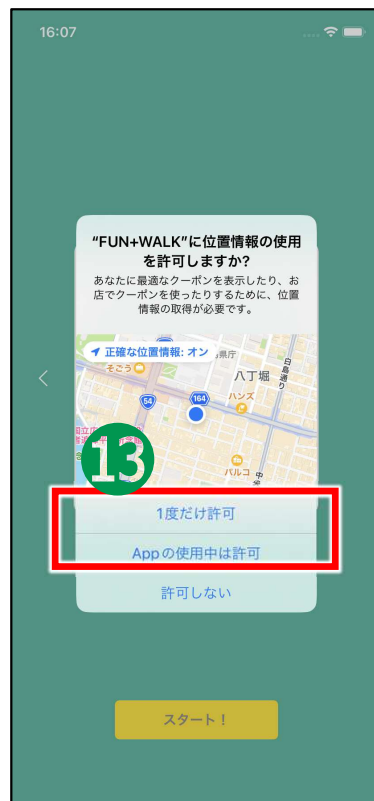 16:07
“FUN+WALK”に位置情報の使用
を許可しますか?
あなたに最適なクーポンを表示したり、お
店でクーポンを使ったりするために、位置
情報の取得が必要です。
正確な位置情報: オン
県庁
そごう
八丁堀
白島通り
54
164
ハンズ
13
パルコ
1度だけ許可
Appの使用中は許可
許可しない
スタート！